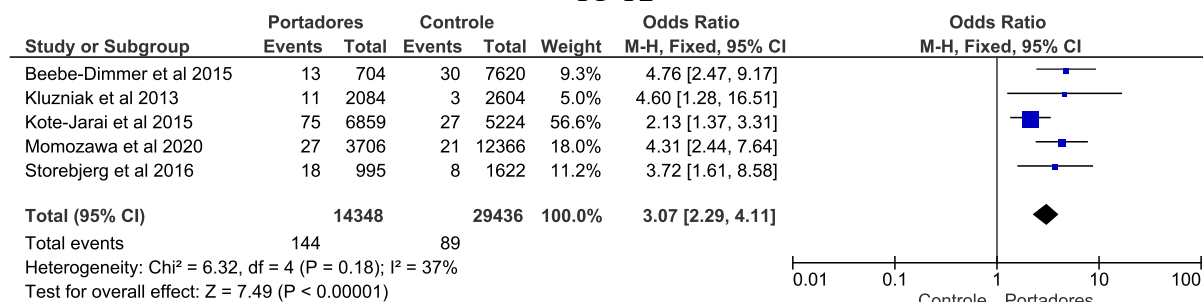 Portadores Controle Odds Ratio Odds Ratio
Study or Subgroup Events Total Events Total Weight M-H, Fixed, 95% CI M-H, Fixed, 95% CI
Beebe-Dimmer et al 2015 13 704 30 7620 9.3% 4.76 [2.47, 9.17]
Kluzniak et al 2013 11 2084 3 2604 5.0% 4.60 [1.28, 16.51]
Kote-Jarai et al 2015 75 6859 27 5224 56.6% 2.13 [1.37, 3.31]
Momozawa et al 2020 27 3706 21 12366 18.0% 4.31 [2.44, 7.64]
Storebjerg et al 2016 18 995 8 1622 11.2% 3.72 [1.61, 8.58]
Total (95% CI) 14348 29436 100.0% 3.07 [2.29, 4.11]
Total events 144 89
Heterogeneity: Chi² = 6.32, df = 4 (P = 0.18); I² = 37%
Test for overall effect: Z = 7.49 (P < 0.00001)
0.01 0.1 1 10 100
Controle Portadores